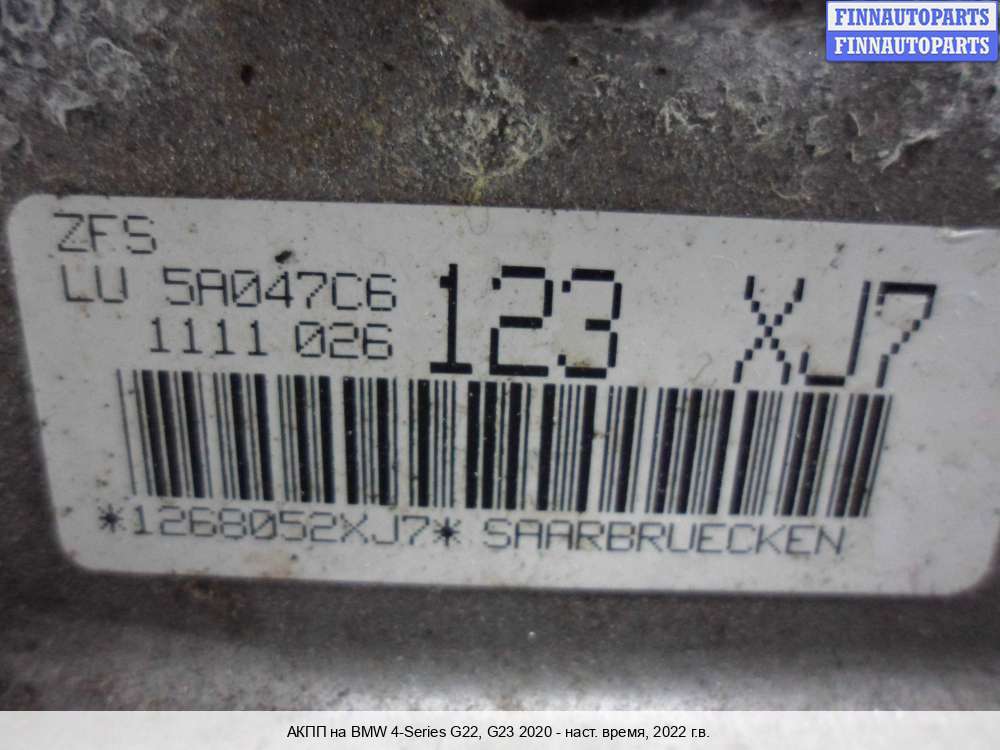 FINNAUTOPARTS
FINNAUTOPARTS
ZFS
LU 5A047C6
1111 026
123 XJ7
*1268052XJ7* SAARBRUECKEN
АКПП на BMW 4-Series G22, G23 2020 - наст. время, 2022 г.в.